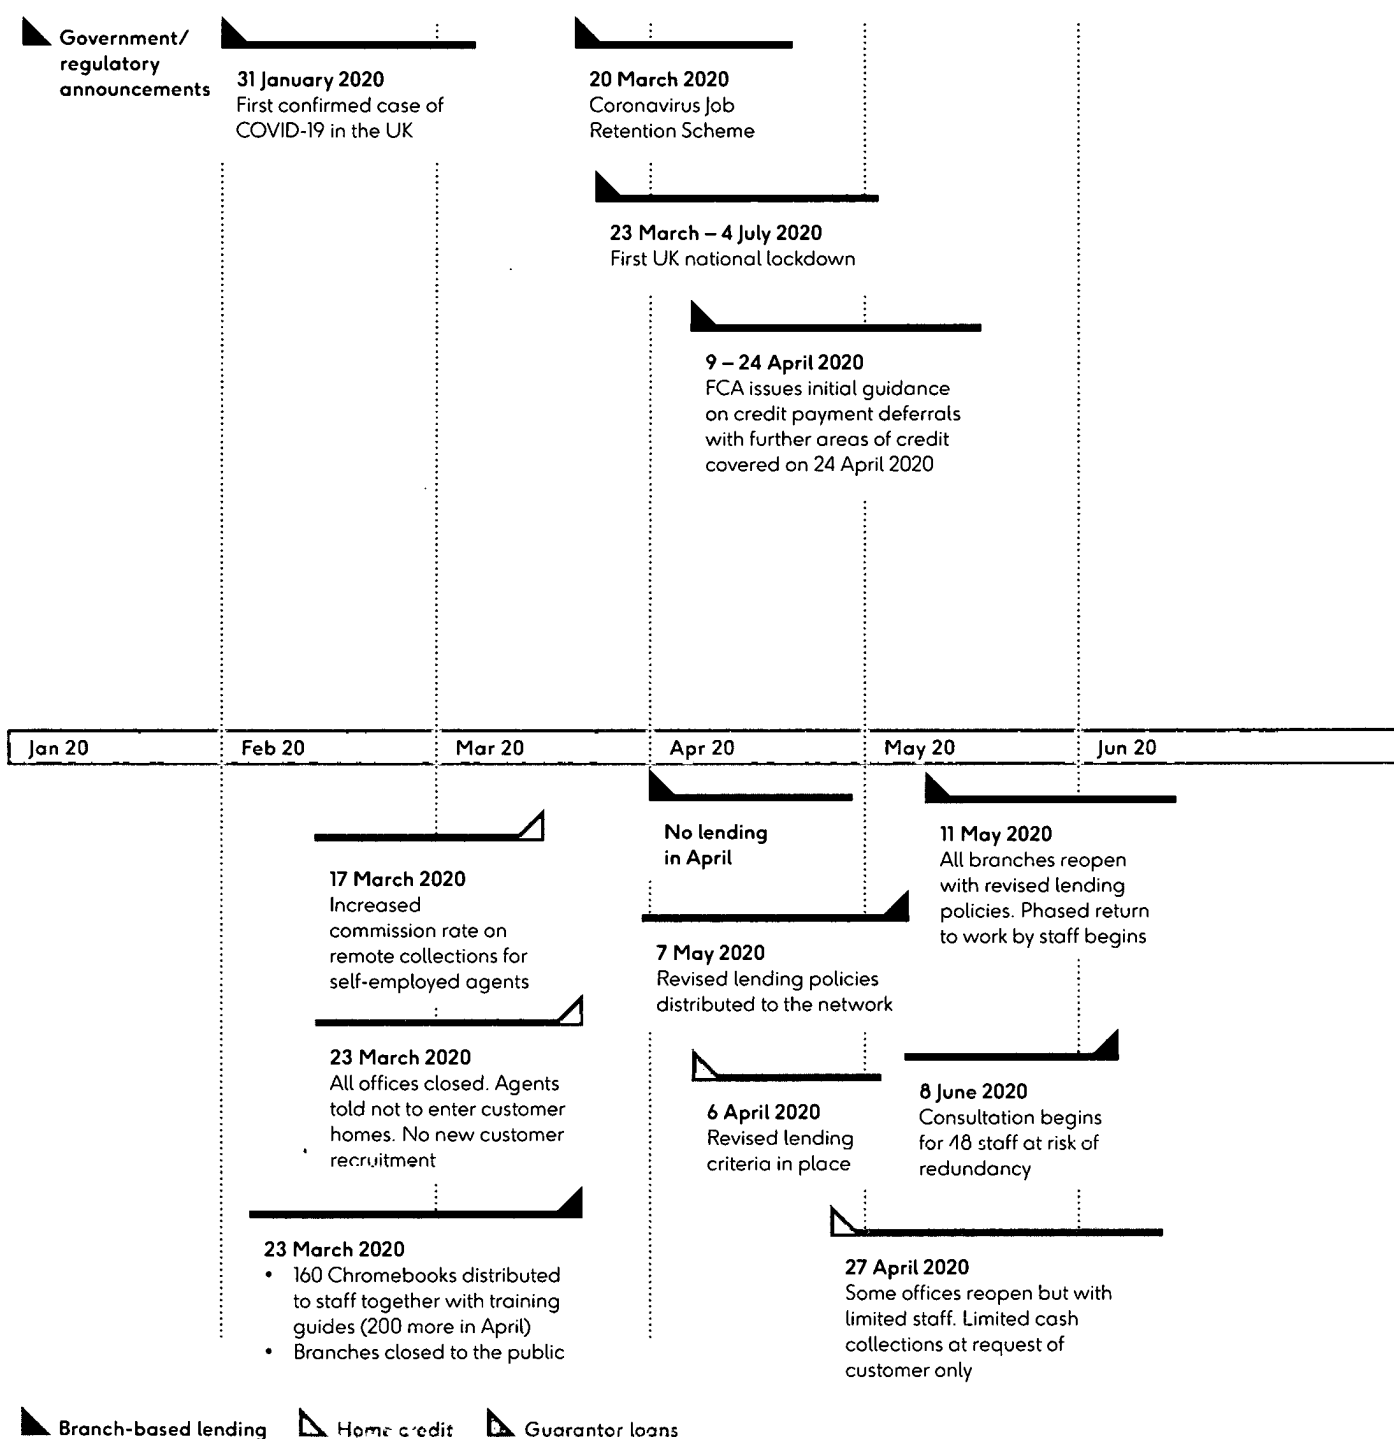 Government/
regulatory
announcements
31 January 2020
First confirmed case of
COVID-19 in the UK
20 March 2020
Coronavirus Job
Retention Scheme
23 March – 4 July 2020
First UK national lockdown
9 – 24 April 2020
FCA issues initial guidance
on credit payment deferrals
with further areas of credit
covered on 24 April 2020
Jan 20
Feb 20
Mar 20
Apr 20
May 20
Jun 20
17 March 2020
Increased
commission rate on
remote collections for
self-employed agents
23 March 2020
All offices closed. Agents
told not to enter customer
homes. No new customer
recruitment
23 March 2020
• 160 Chromebooks distributed
to staff together with training
guides (200 more in April)
• Branches closed to the public
No lending
in April
7 May 2020
Revised lending policies
distributed to the network
6 April 2020
Revised lending
criteria in place
11 May 2020
All branches reopen
with revised lending
policies. Phased return
to work by staff begins
8 June 2020
Consultation begins
for 48 staff at risk of
redundancy
27 April 2020
Some offices reopen but with
limited staff. Limited cash
collections at request of
customer only
Branch-based lending
Home credit
Guarantor loans